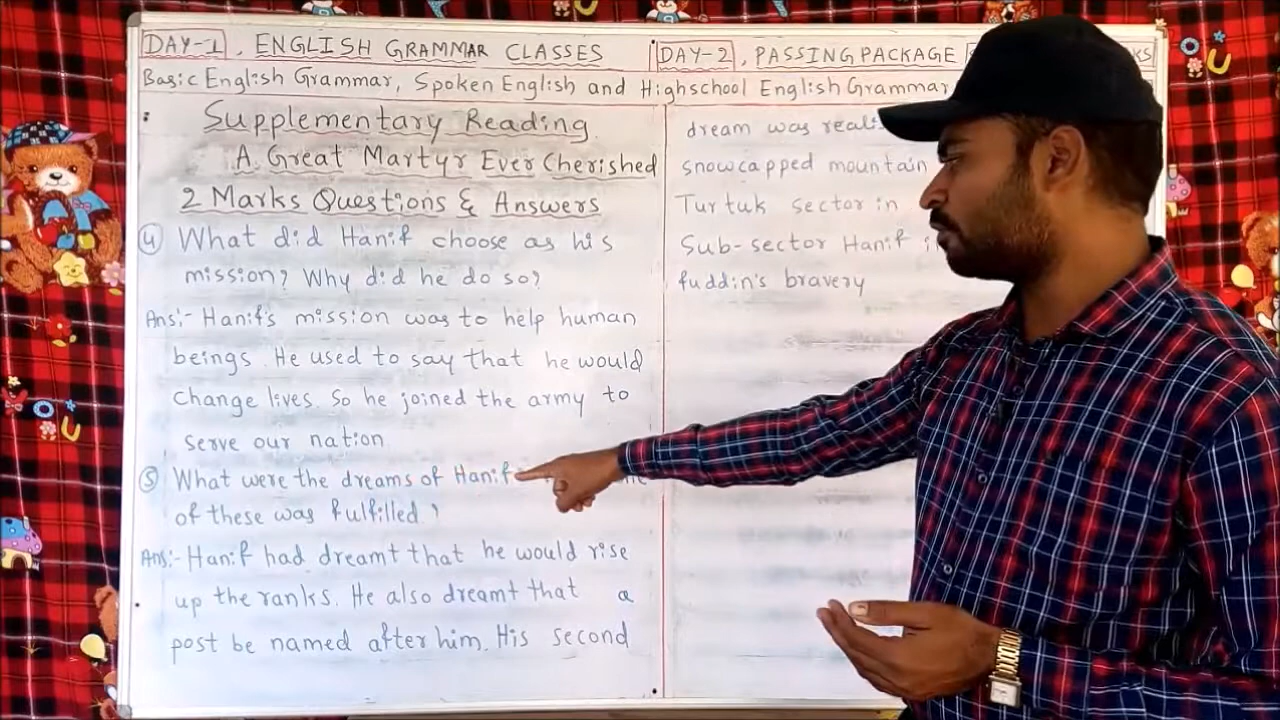 DAY-1, ENGLISH GRAMMAR CLASSES
DAY-2, PASSING PACKAGE
Basic English Grammar, Spoken English and Highschool English Grammar
Supplementary Reading
A Great Martyr Ever Cherished
2 Marks Questions & Answers
4 What did Hanif choose as his
mission? Why did he do so?
Ans:- Hanif's mission was to help human
beings. He used to say that he would
change lives. So he joined the army to
serve our nation
5 What were the dreams of Hanif
of these was fulfilled?
Ans:- Hanif had dreamt that he would rise
up the ranks. He also dreamt that a
post be named after him. His second
dream was
snowcapped mountain
Turtuk sector in
Sub-sector Hanif
fuddin's bravery